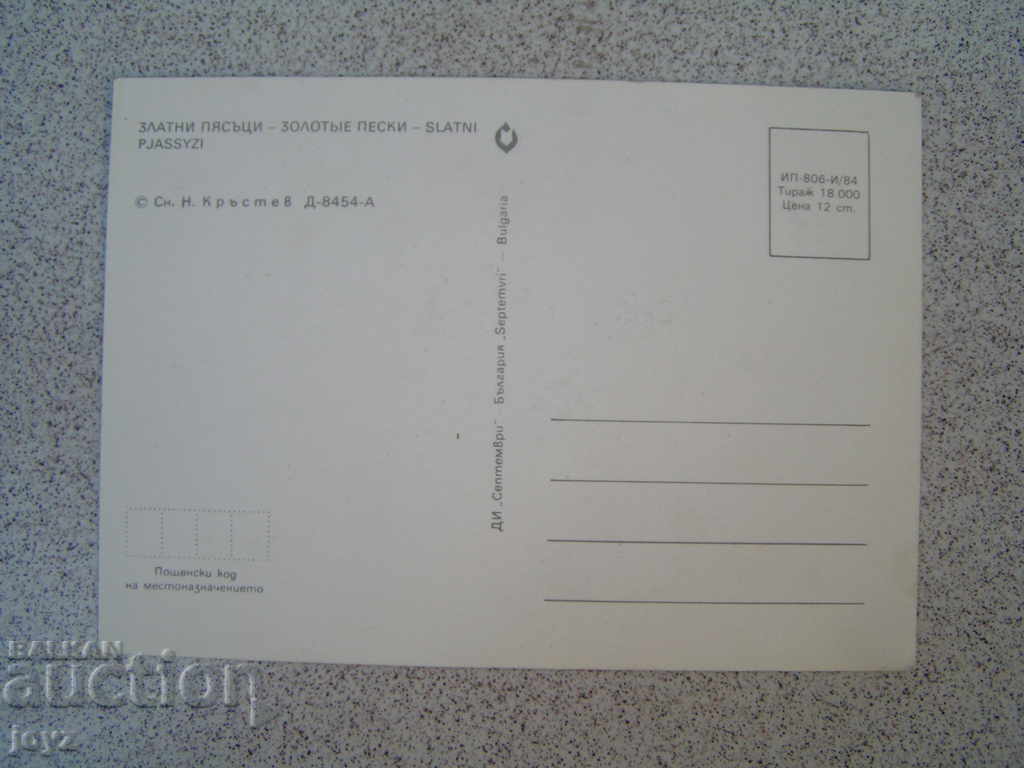 ЗЛАТНИ ПЯСЪЦИ – ЗОЛОТЫЕ ПЕСКИ – SLATNI
PJASSYZI
© Сн. Н. Кръстев Д-8454-А
ИП-806-И/84
Тираж 18 000
Цена 12 ст.
ДИ „Септември" - България „Septemvri" — Bulgaria
Пощенски код
на местоназначението
BALKAN
auction
joyz